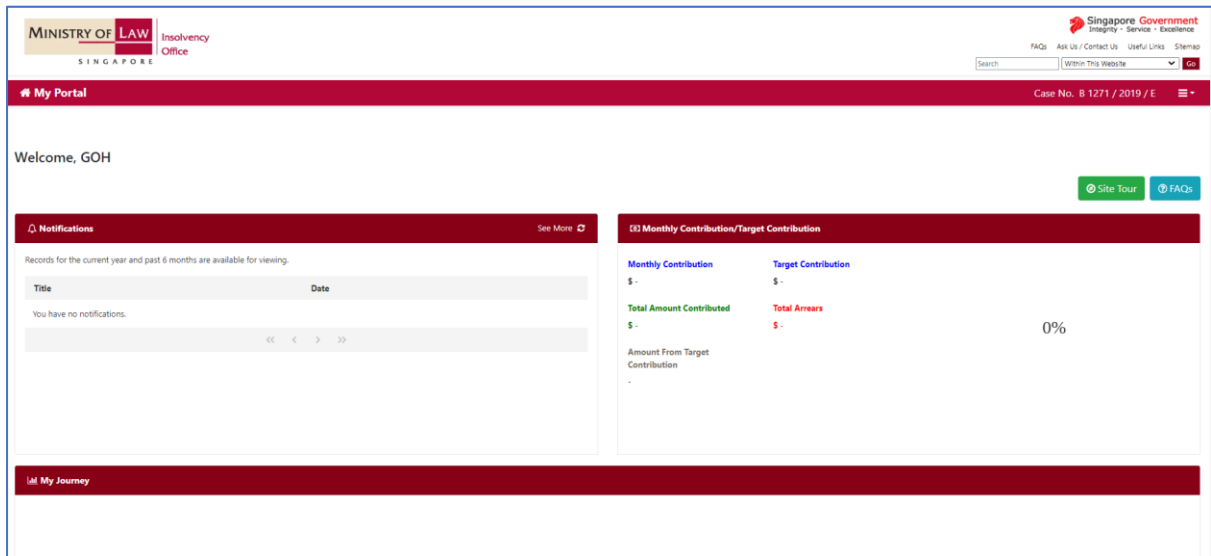 MINISTRY OF LAW
SINGAPORE
Insolvency
Office
Singapore Government
Integrity · Service · Excellence
FAQs Ask Us / Contact Us Useful Links Sitemap
Search Within This Website Go
My Portal Case No. B 1271 / 2019 / E
Welcome, GOH
Site Tour FAQs
Notifications See More
Records for the current year and past 6 months are available for viewing.
Title Date
You have no notifications.
« < > »
Monthly Contribution/Target Contribution
Monthly Contribution Target Contribution
$ - $ -
Total Amount Contributed Total Arrears
$ - $ -
0%
Amount From Target
Contribution
-
My Journey